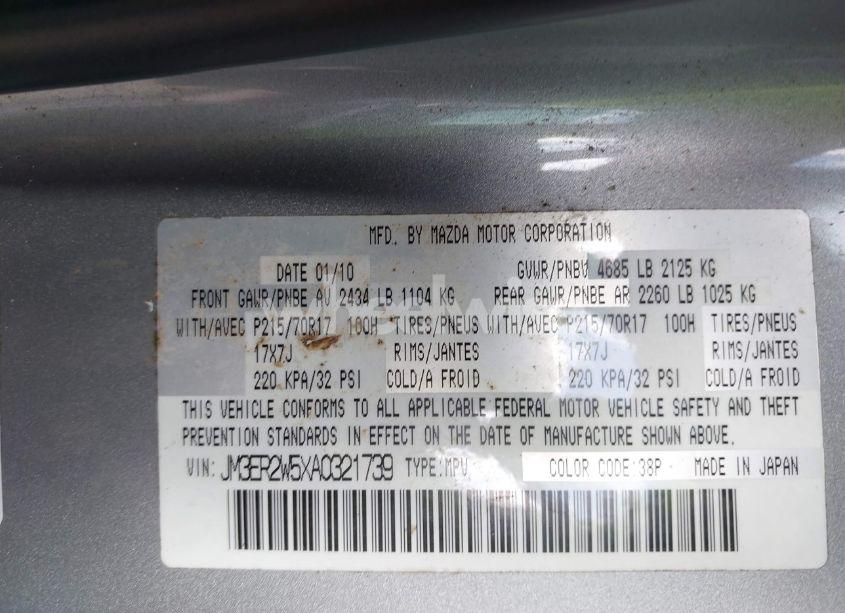 MFD. BY MAZDA MOTOR CORPORATION
DATE 01/10 GVWR/PNBV 4685 LB 2125 KG
FRONT GAWR/PNBE AV 2434 LB 1104 KG REAR GAWR/PNBE AR 2260 LB 1025 KG
WITH/AVEC P215/70R17 100H TIRES/PNEUS WITH/AVEC P215/70R17 100H TIRES/PNEUS
17X7J RIMS/JANTES 17X7J RIMS/JANTES
220 KPA/32 PSI COLD/A FROID 220 KPA/32 PSI COLD/A FROID
THIS VEHICLE CONFORMS TO ALL APPLICABLE FEDERAL MOTOR VEHICLE SAFETY AND THEFT
PREVENTION STANDARDS IN EFFECT ON THE DATE OF MANUFACTURE SHOWN ABOVE.
VIN: JM3ER2W5XA0321739 TYPE:MPV COLOR CODE:38P MADE IN JAPAN